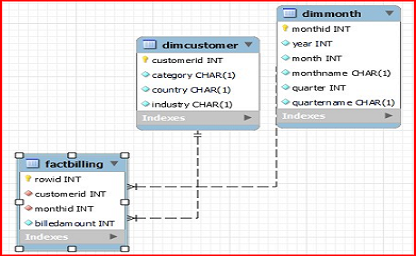 dimmonth
monthid INT
year INT
month INT
monthname CHAR(1)
quarter INT
quartername CHAR(1)
Indexes
dimcustomer
customerid INT
category CHAR(1)
country CHAR(1)
industry CHAR(1)
Indexes
factbilling
rowid INT
customerid INT
monthid INT
billedamount INT
Indexes